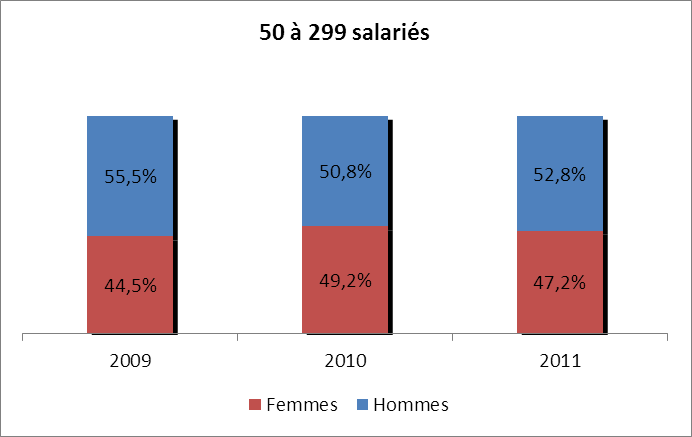 50 à 299 salariés
55,5% 50,8% 52,8%
44,5% 49,2% 47,2%
2009 2010 2011
Femmes Hommes